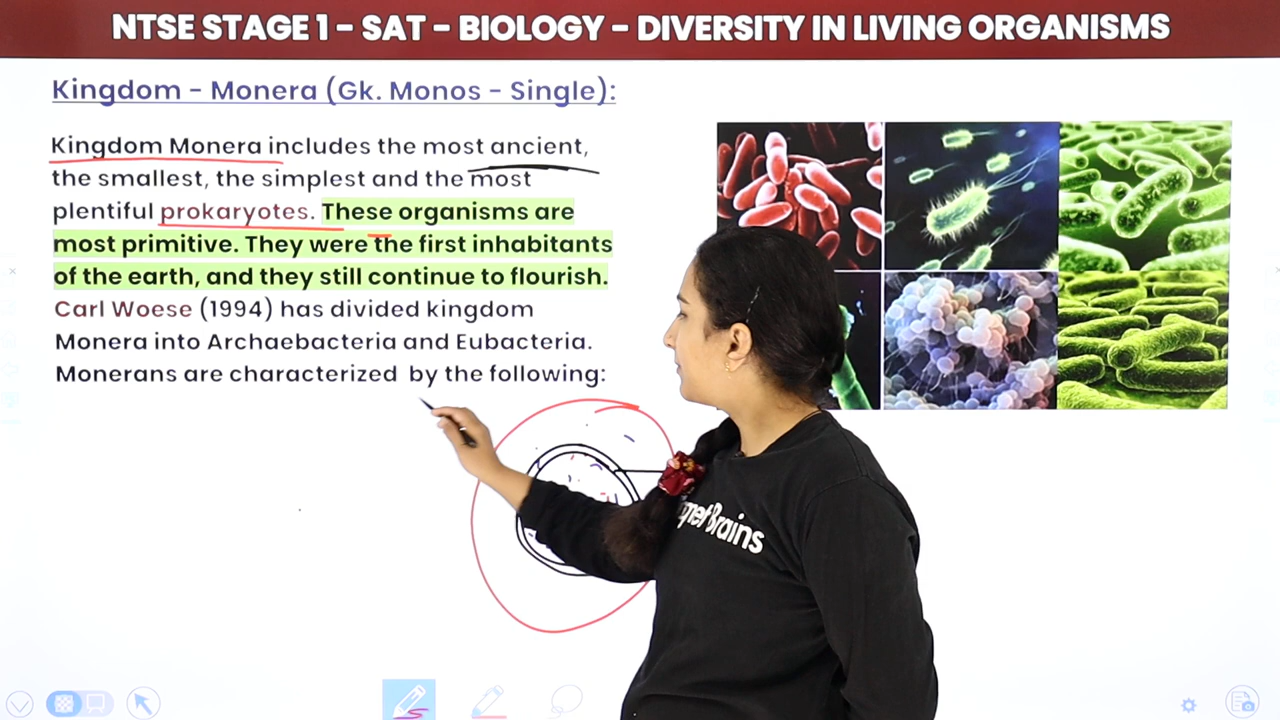 NTSE STAGE 1 - SAT - BIOLOGY - DIVERSITY IN LIVING ORGANISMS
Kingdom - Monera (Gk. Monos - Single):
Kingdom Monera includes the most ancient,
the smallest, the simplest and the most
plentiful prokaryotes. These organisms are
most primitive. They were the first inhabitants
of the earth, and they still continue to flourish.
Carl Woese (1994) has divided kingdom
Monera into Archaebacteria and Eubacteria.
Monerans are characterized by the following:
Brains